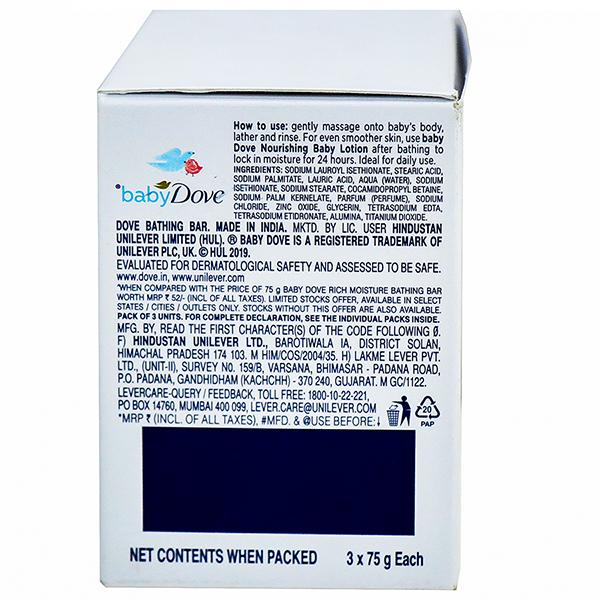 How to use: gently massage onto baby's body,
lather and rinse. For even smoother skin, use baby
Dove Nourishing Baby Lotion after bathing to
lock in moisture for 24 hours. Ideal for daily use.
INGREDIENTS: SODIUM LAUROYL ISETHIONATE, STEARIC ACID,
SODIUM PALMITATE, LAURIC ACID, AQUA (WATER), SODIUM
ISETHIONATE, SODIUM STEARATE, COCAMIDOPROPYL BETAINE,
SODIUM PALM KERNELATE, PARFUM (PERFUME), SODIUM
CHLORIDE, ZINC OXIDE, GLYCERIN, TETRASODIUM EDTA,
TETRASODIUM ETIDRONATE, ALUMINA, TITANIUM DIOXIDE.
baby Dove
DOVE BATHING BAR. MADE IN INDIA. MKTD. BY LIC. USER HINDUSTAN
UNILEVER LIMITED (HUL). ® BABY DOVE IS A REGISTERED TRADEMARK OF
UNILEVER PLC, UK. © HUL 2019.
EVALUATED FOR DERMATOLOGICAL SAFETY AND ASSESSED TO BE SAFE.
www.dove.in, www.unilever.com
*WHEN COMPARED WITH THE PRICE OF 75 g BABY DOVE RICH MOISTURE BATHING BAR
WORTH MRP ₹ 52/- (INCL OF ALL TAXES). LIMITED STOCKS OFFER, AVAILABLE IN SELECT
STATES / CITIES / OUTLETS ONLY. STOCKS WITHOUT THIS OFFER ARE ALSO AVAILABLE.
PACK OF 3 UNITS. FOR COMPLETE DECLARATION, SEE THE INDIVIDUAL PACKS INSIDE.
MFG. BY, READ THE FIRST CHARACTER(S) OF THE CODE FOLLOWING Ø.
F) HINDUSTAN UNILEVER LTD., BAROTIWALA IA, DISTRICT SOLAN,
HIMACHAL PRADESH 174 103. M HIM/COS/2004/35. H) LAKME LEVER PVT.
LTD., (UNIT-II), SURVEY NO. 159/B, VARSANA, BHIMASAR - PADANA ROAD,
P.O. PADANA, GANDHIDHAM (KACHCHH) - 370 240, GUJARAT. M GC/1122.
LEVERCARE-QUERY / FEEDBACK, TOLL FREE: 1800-10-22-221,
PO BOX 14760, MUMBAI 400 099, LEVER.CARE@UNILEVER.COM
*MRP ₹ (INCL. OF ALL TAXES), #MFD. & @USE BEFORE:↓
20
PAP
NET CONTENTS WHEN PACKED 3 x 75 g Each